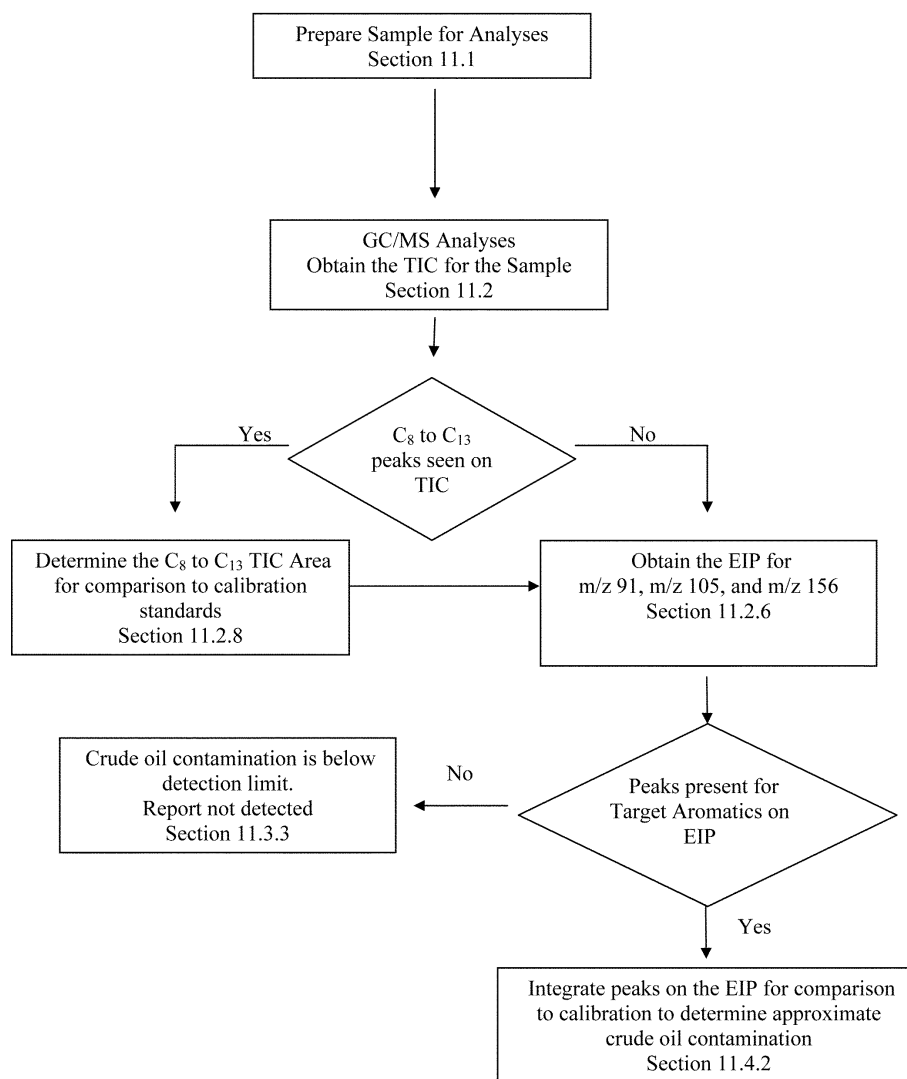 Prepare Sample for Analyses
Section 11.1
GC/MS Analyses
Obtain the TIC for the Sample
Section 11.2
C₈ to C₁₃
peaks seen on
TIC
Yes
No
Determine the C₈ to C₁₃ TIC Area
for comparison to calibration
standards
Section 11.2.8
Obtain the EIP for
m/z 91, m/z 105, and m/z 156
Section 11.2.6
Crude oil contamination is below
detection limit.
Report not detected
Section 11.3.3
No
Peaks present for
Target Aromatics on
EIP
Yes
Integrate peaks on the EIP for comparison
to calibration to determine approximate
crude oil contamination
Section 11.4.2